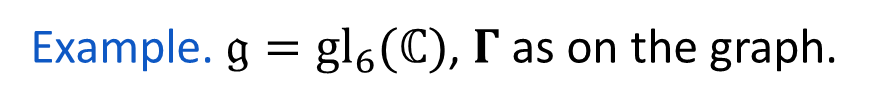 Example. 𝔤 = gl₆(ℂ), 𝚪 as on the graph.